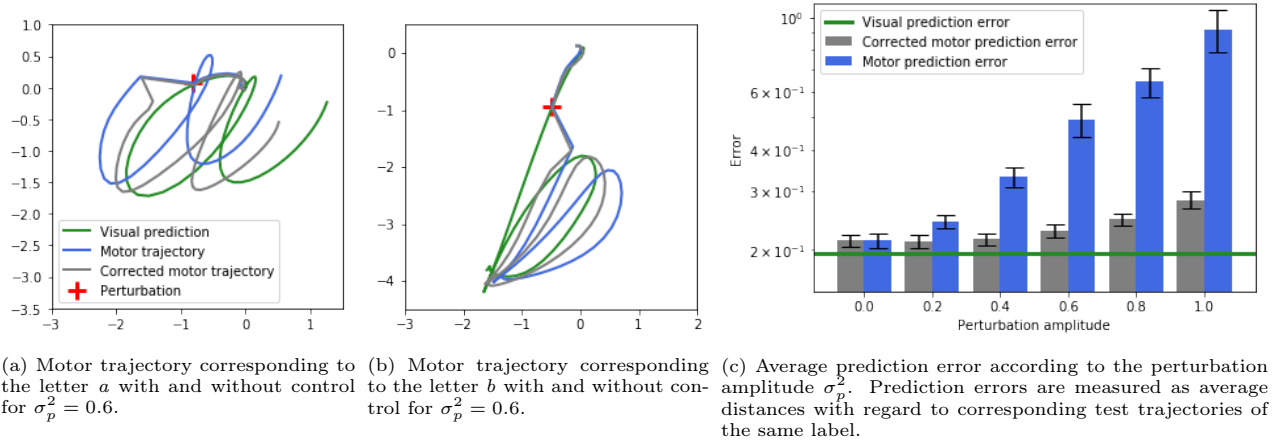 1.0
0.5
0.0
−0.5
−1.0
−1.5
−2.0
−2.5
−3.0
−3.5
Visual prediction
Motor trajectory
Corrected motor trajectory
Perturbation
−3 −2 −1 0 1
0
−1
−2
−3
−4
−3 −2 −1 0 1 2
10⁰
6 × 10⁻¹
4 × 10⁻¹
3 × 10⁻¹
2 × 10⁻¹
Error
Visual prediction error
Corrected motor prediction error
Motor prediction error
0.0 0.2 0.4 0.6 0.8 1.0
Perturbation amplitude
(a) Motor trajectory corresponding to
the letter a with and without control
for σ²ₚ = 0.6.
(b) Motor trajectory corresponding
to the letter b with and without con-
trol for σ²ₚ = 0.6.
(c) Average prediction error according to the perturbation
amplitude σ²ₚ. Prediction errors are measured as average
distances with regard to corresponding test trajectories of
the same label.